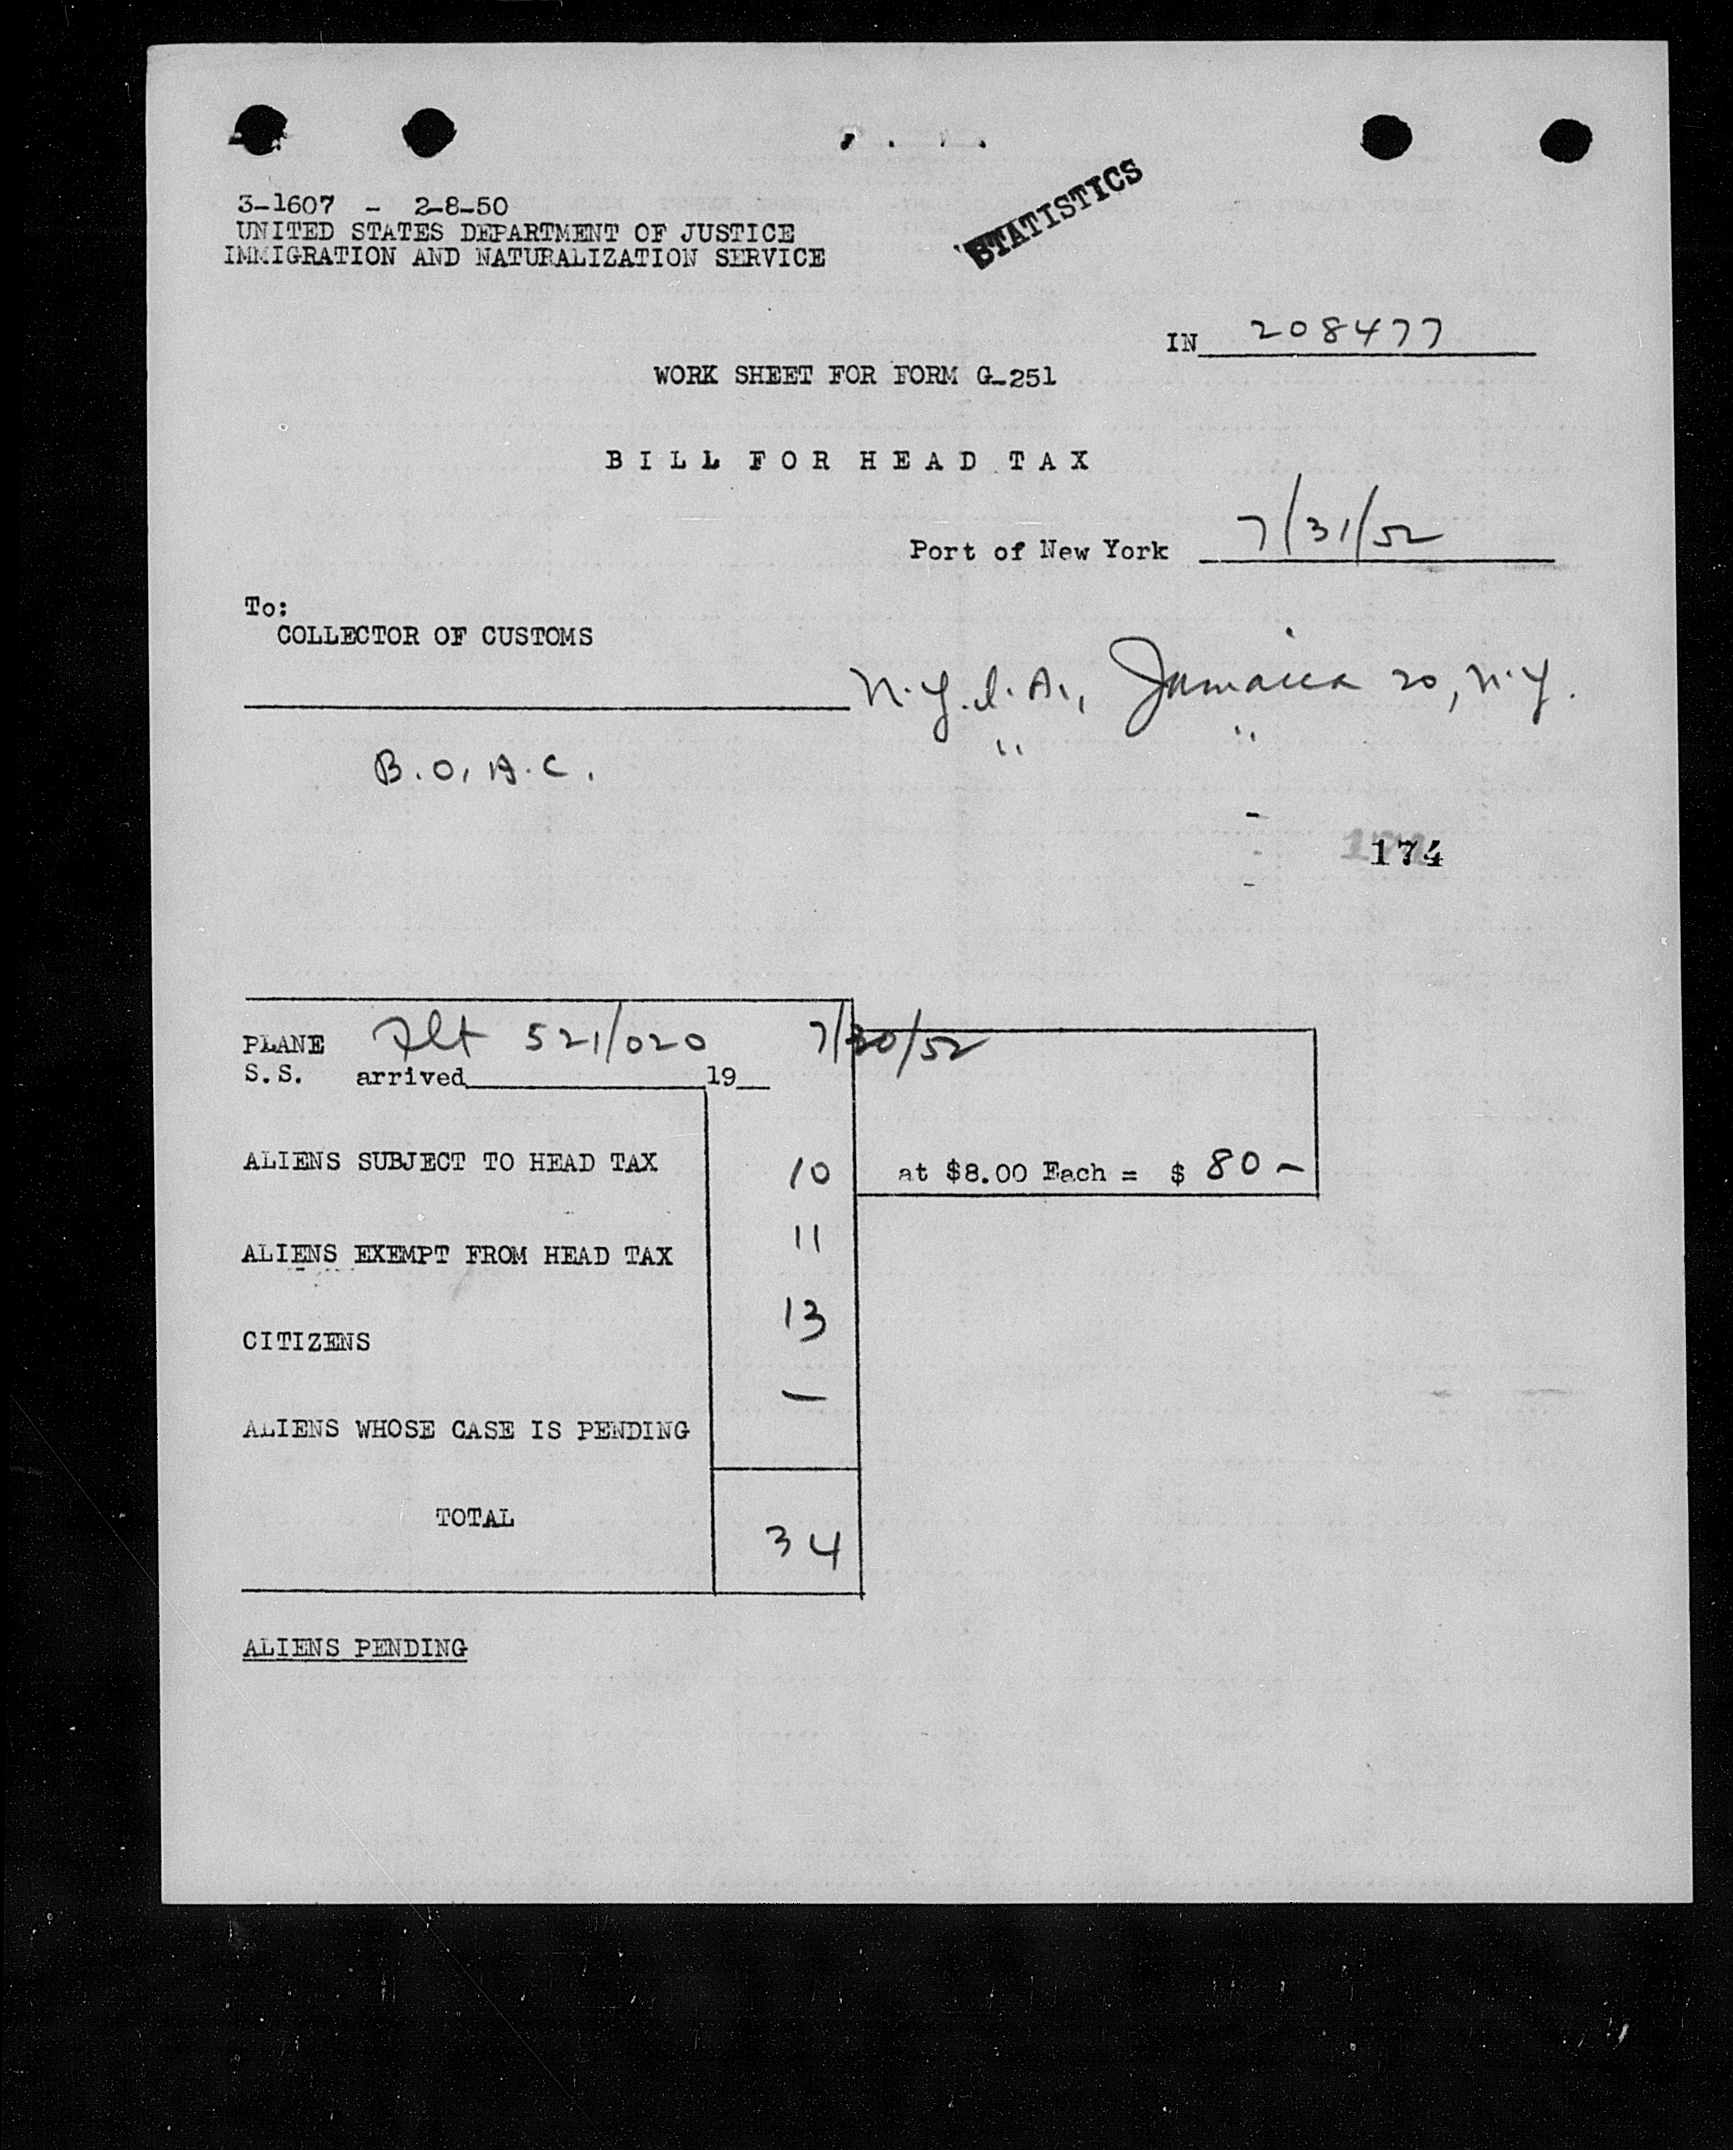 3-1607 - 2-8-50
UNITED STATES DEPARTMENT OF JUSTICE
IMMIGRATION AND NATURALIZATION SERVICE
STATISTICS
IN 208477
WORK SHEET FOR FORM G-251
BILL FOR HEAD TAX
Port of New York 7/31/52
To:
COLLECTOR OF CUSTOMS
N.Y.I.A., Jamaica 20, N.Y.
" "
B.O.A.C.
174
PLANE Flt 521/020 7/30/52
S.S. arrived 19
ALIENS SUBJECT TO HEAD TAX 10 at $8.00 Each = $ 80 -
ALIENS EXEMPT FROM HEAD TAX 11
CITIZENS 13
ALIENS WHOSE CASE IS PENDING -
TOTAL 34
ALIENS PENDING